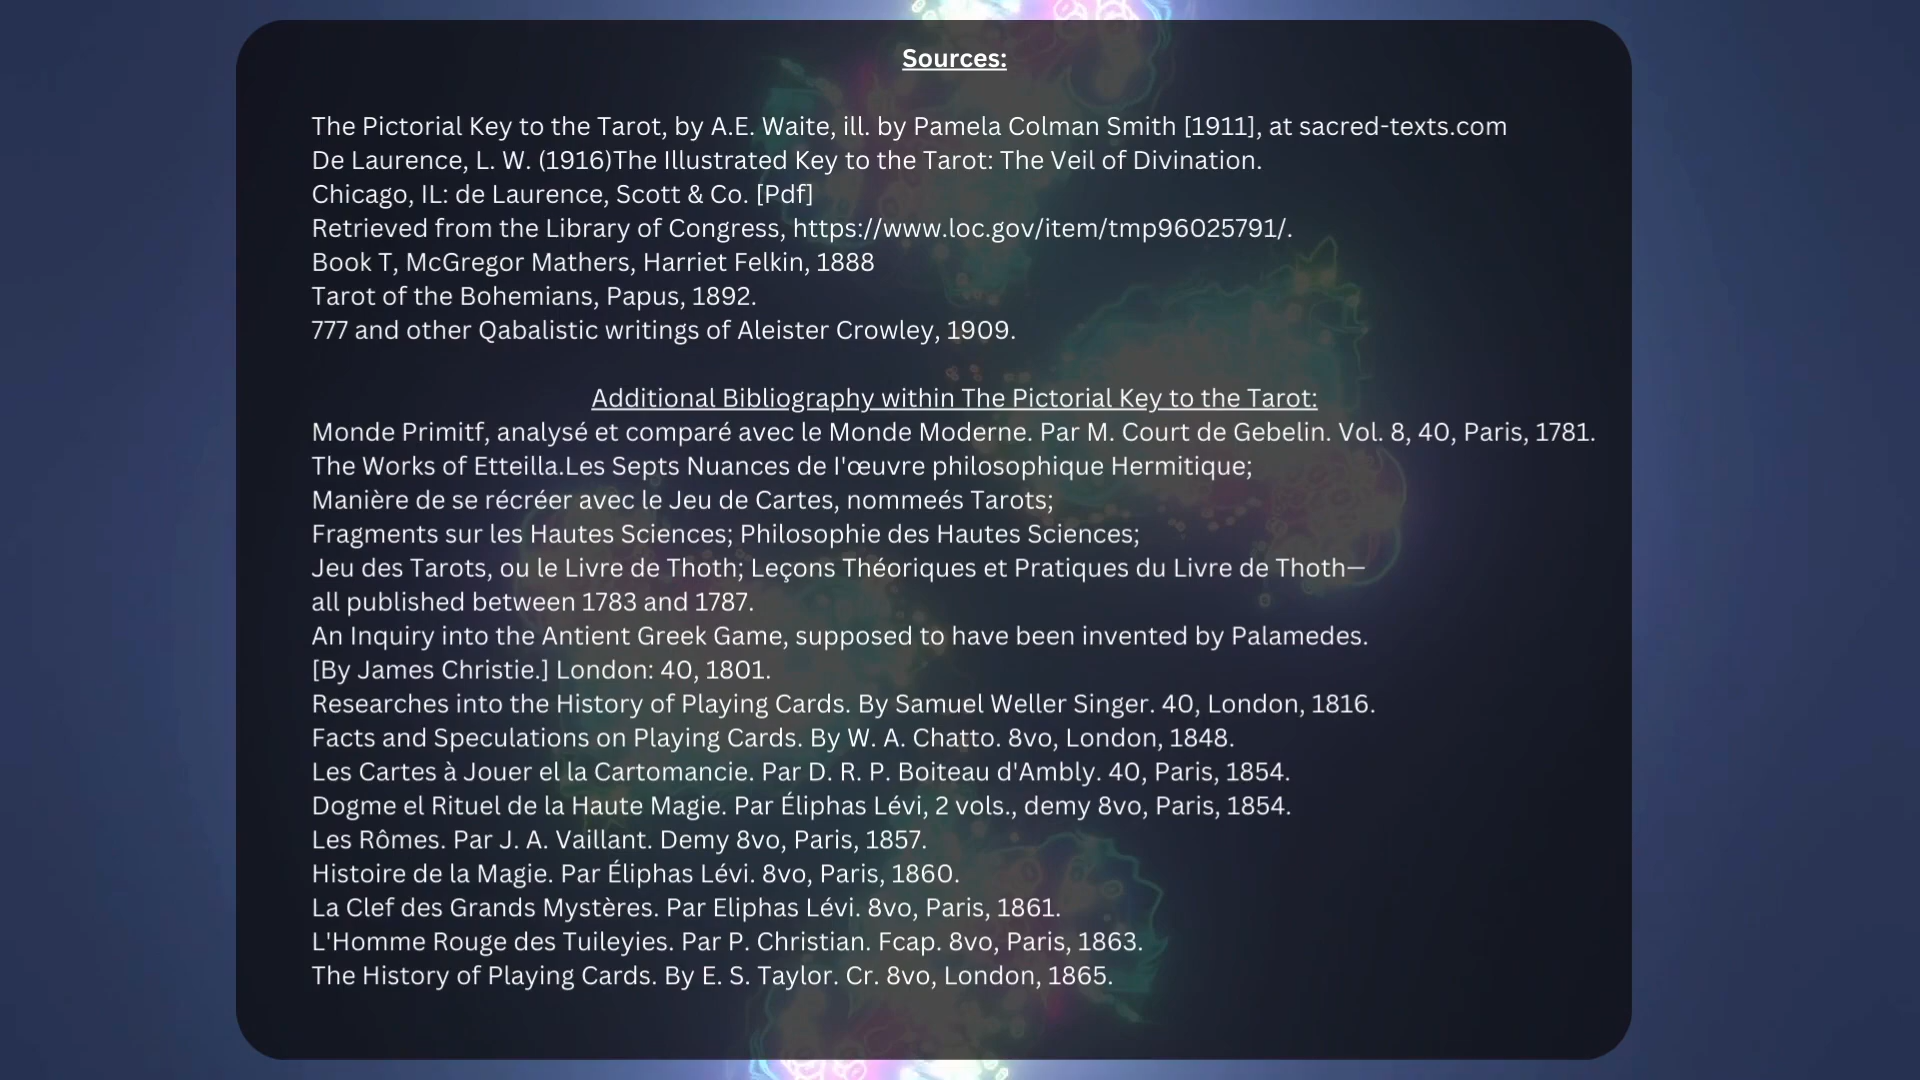 Sources:
The Pictorial Key to the Tarot, by A.E. Waite, ill. by Pamela Colman Smith [1911], at sacred-texts.com
De Laurence, L. W. (1916)The Illustrated Key to the Tarot: The Veil of Divination.
Chicago, IL: de Laurence, Scott & Co. [Pdf]
Retrieved from the Library of Congress, https://www.loc.gov/item/tmp96025791/.
Book T, McGregor Mathers, Harriet Felkin, 1888
Tarot of the Bohemians, Papus, 1892.
777 and other Qabalistic writings of Aleister Crowley, 1909.
Additional Bibliography within The Pictorial Key to the Tarot:
Monde Primitf, analysé et comparé avec le Monde Moderne. Par M. Court de Gebelin. Vol. 8, 40, Paris, 1781.
The Works of Etteilla.Les Septs Nuances de l'œuvre philosophique Hermitique;
Manière de se récréer avec le Jeu de Cartes, nommeés Tarots;
Fragments sur les Hautes Sciences; Philosophie des Hautes Sciences;
Jeu des Tarots, ou le Livre de Thoth; Leçons Théoriques et Pratiques du Livre de Thoth—
all published between 1783 and 1787.
An Inquiry into the Antient Greek Game, supposed to have been invented by Palamedes.
[By James Christie.] London: 40, 1801.
Researches into the History of Playing Cards. By Samuel Weller Singer. 40, London, 1816.
Facts and Speculations on Playing Cards. By W. A. Chatto. 8vo, London, 1848.
Les Cartes à Jouer el la Cartomancie. Par D. R. P. Boiteau d'Ambly. 40, Paris, 1854.
Dogme el Rituel de la Haute Magie. Par Éliphas Lévi, 2 vols., demy 8vo, Paris, 1854.
Les Rômes. Par J. A. Vaillant. Demy 8vo, Paris, 1857.
Histoire de la Magie. Par Éliphas Lévi. 8vo, Paris, 1860.
La Clef des Grands Mystères. Par Eliphas Lévi. 8vo, Paris, 1861.
L'Homme Rouge des Tuileyies. Par P. Christian. Fcap. 8vo, Paris, 1863.
The History of Playing Cards. By E. S. Taylor. Cr. 8vo, London, 1865.